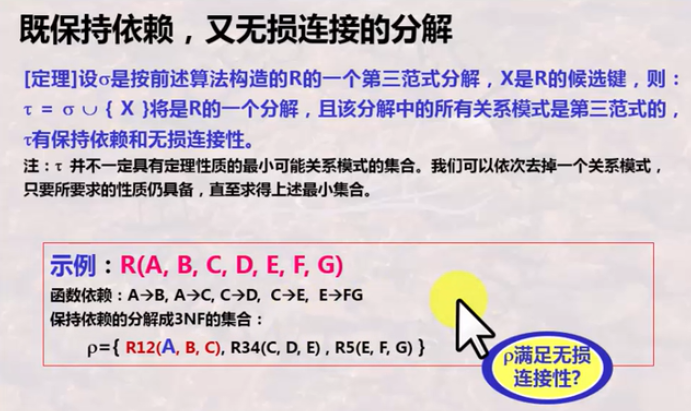 既保持依赖，又无损连接的分解
[定理]设σ是按前述算法构造的R的一个第三范式分解，X是R的候选键，则：
τ = σ ∪ { X }将是R的一个分解，且该分解中的所有关系模式是第三范式的，
τ有保持依赖和无损连接性。
注：τ 并不一定具有定理性质的最小可能关系模式的集合。我们可以依次去掉一个关系模式，
只要所要求的性质仍具备，直至求得上述最小集合。
示例：R(A, B, C, D, E, F, G)
函数依赖：A→B, A→C, C→D, C→E, E→FG
保持依赖的分解成3NF的集合：
ρ={ R12(A, B, C), R34(C, D, E) , R5(E, F, G) }
ρ满足无损
连接性?